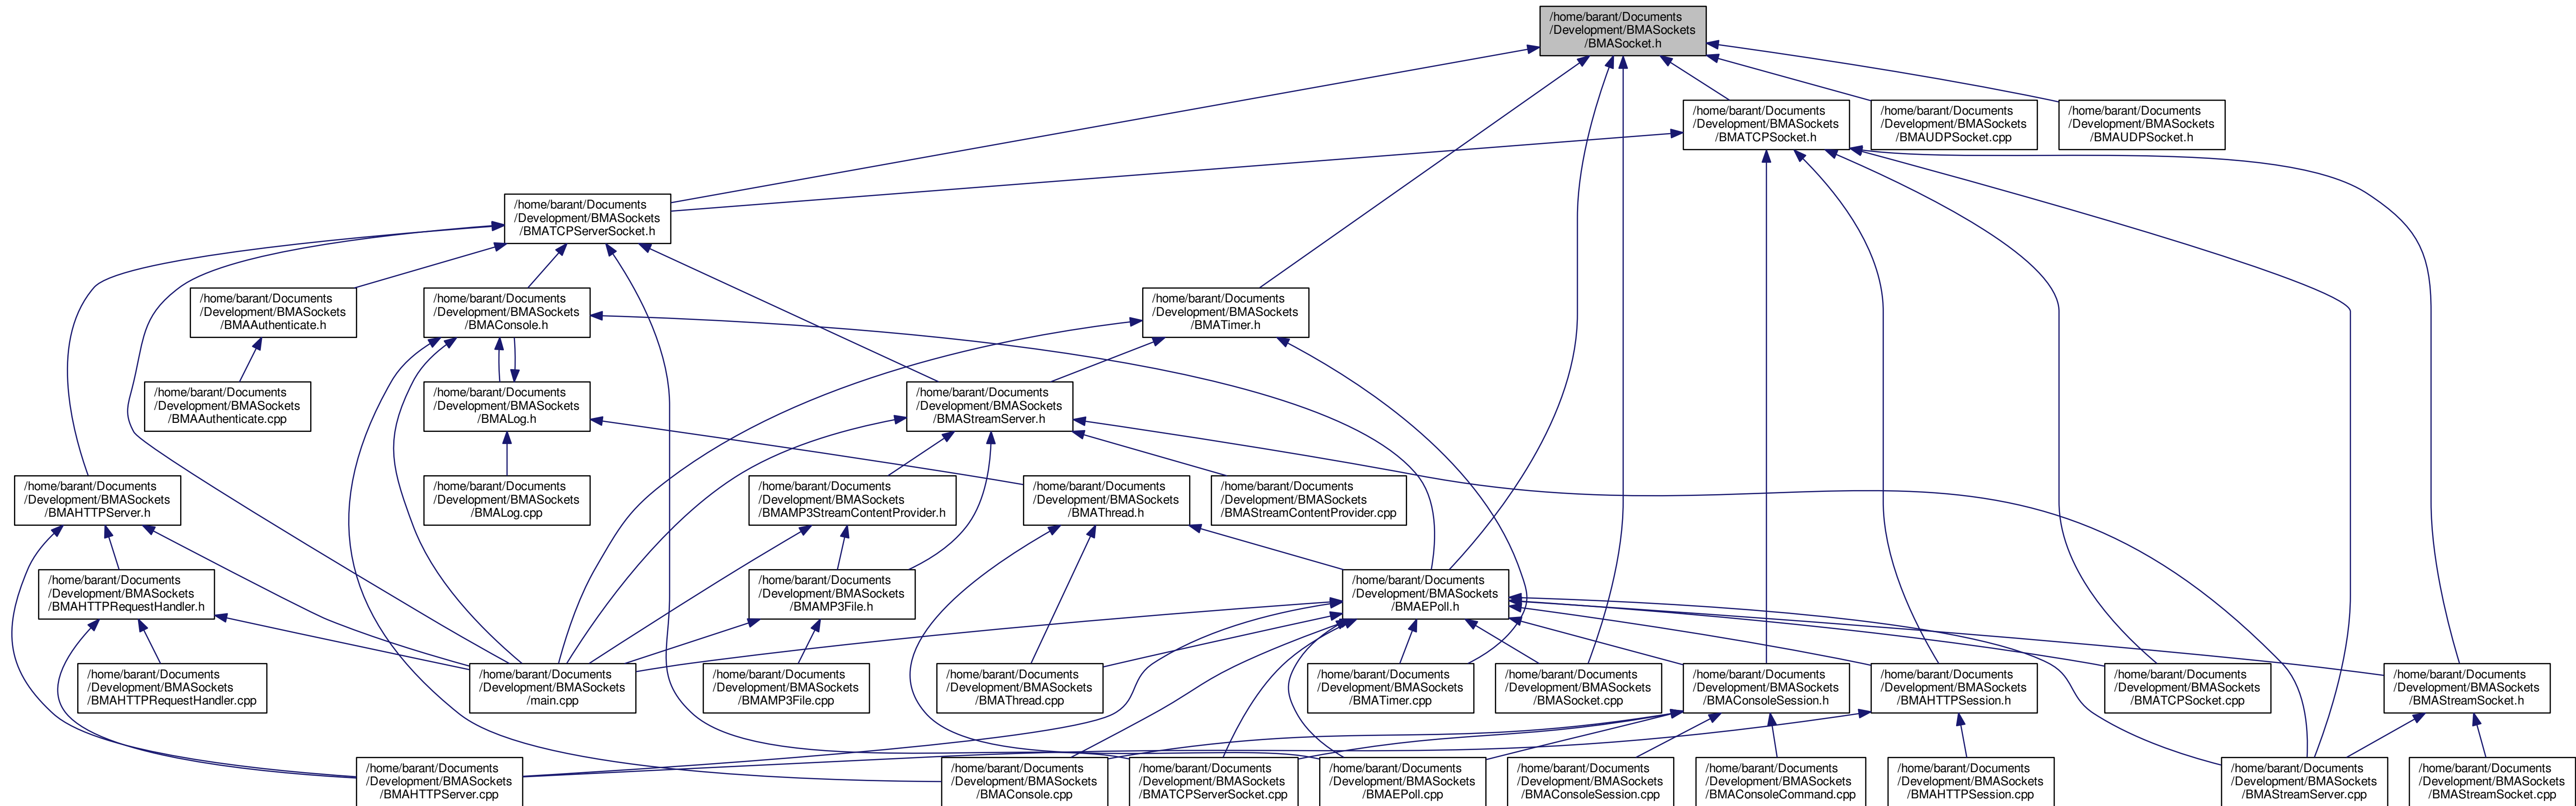 /home/barant/Documents
/Development/BMASockets
/BMASocket.h
/home/barant/Documents
/Development/BMASockets
/BMATCPSocket.h
/home/barant/Documents
/Development/BMASockets
/BMAUDPSocket.cpp
/home/barant/Documents
/Development/BMASockets
/BMAUDPSocket.h
/home/barant/Documents
/Development/BMASockets
/BMATCPServerSocket.h
/home/barant/Documents
/Development/BMASockets
/BMAAuthenticate.h
/home/barant/Documents
/Development/BMASockets
/BMAConsole.h
/home/barant/Documents
/Development/BMASockets
/BMATimer.h
/home/barant/Documents
/Development/BMASockets
/BMAAuthenticate.cpp
/home/barant/Documents
/Development/BMASockets
/BMALog.h
/home/barant/Documents
/Development/BMASockets
/BMAStreamServer.h
/home/barant/Documents
/Development/BMASockets
/BMAHTTPServer.h
/home/barant/Documents
/Development/BMASockets
/BMALog.cpp
/home/barant/Documents
/Development/BMASockets
/BMAMP3StreamContentProvider.h
/home/barant/Documents
/Development/BMASockets
/BMAThread.h
/home/barant/Documents
/Development/BMASockets
/BMAStreamContentProvider.cpp
/home/barant/Documents
/Development/BMASockets
/BMAHTTPRequestHandler.h
/home/barant/Documents
/Development/BMASockets
/BMAMP3File.h
/home/barant/Documents
/Development/BMASockets
/BMAEPoll.h
/home/barant/Documents
/Development/BMASockets
/BMAHTTPRequestHandler.cpp
/home/barant/Documents
/Development/BMASockets
/main.cpp
/home/barant/Documents
/Development/BMASockets
/BMAMP3File.cpp
/home/barant/Documents
/Development/BMASockets
/BMAThread.cpp
/home/barant/Documents
/Development/BMASockets
/BMATimer.cpp
/home/barant/Documents
/Development/BMASockets
/BMASocket.cpp
/home/barant/Documents
/Development/BMASockets
/BMAConsoleSession.h
/home/barant/Documents
/Development/BMASockets
/BMAHTTPSession.h
/home/barant/Documents
/Development/BMASockets
/BMATCPSocket.cpp
/home/barant/Documents
/Development/BMASockets
/BMAStreamSocket.h
/home/barant/Documents
/Development/BMASockets
/BMAHTTPServer.cpp
/home/barant/Documents
/Development/BMASockets
/BMAConsole.cpp
/home/barant/Documents
/Development/BMASockets
/BMATCPServerSocket.cpp
/home/barant/Documents
/Development/BMASockets
/BMAEPoll.cpp
/home/barant/Documents
/Development/BMASockets
/BMAConsoleSession.cpp
/home/barant/Documents
/Development/BMASockets
/BMAConsoleCommand.cpp
/home/barant/Documents
/Development/BMASockets
/BMAHTTPSession.cpp
/home/barant/Documents
/Development/BMASockets
/BMAStreamServer.cpp
/home/barant/Documents
/Development/BMASockets
/BMAStreamSocket.cpp